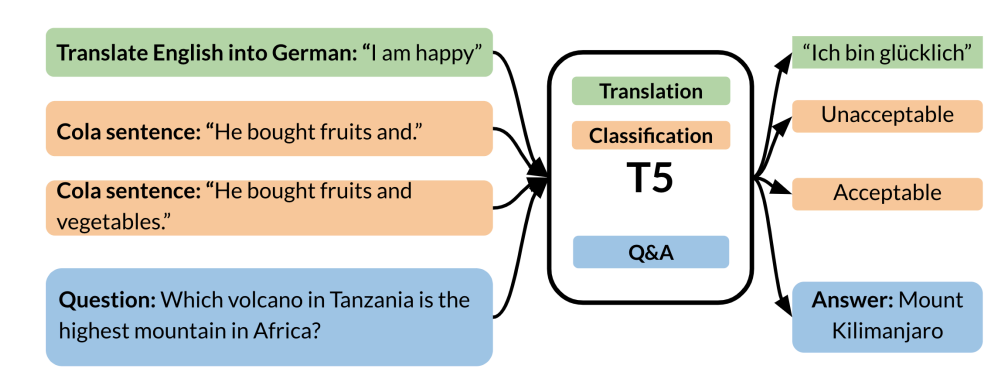 Translate English into German: “I am happy”
Cola sentence: “He bought fruits and.”
Cola sentence: “He bought fruits and
vegetables.”
Question: Which volcano in Tanzania is the
highest mountain in Africa?
Translation
Classification
T5
Q&A
“Ich bin glücklich”
Unacceptable
Acceptable
Answer: Mount
Kilimanjaro